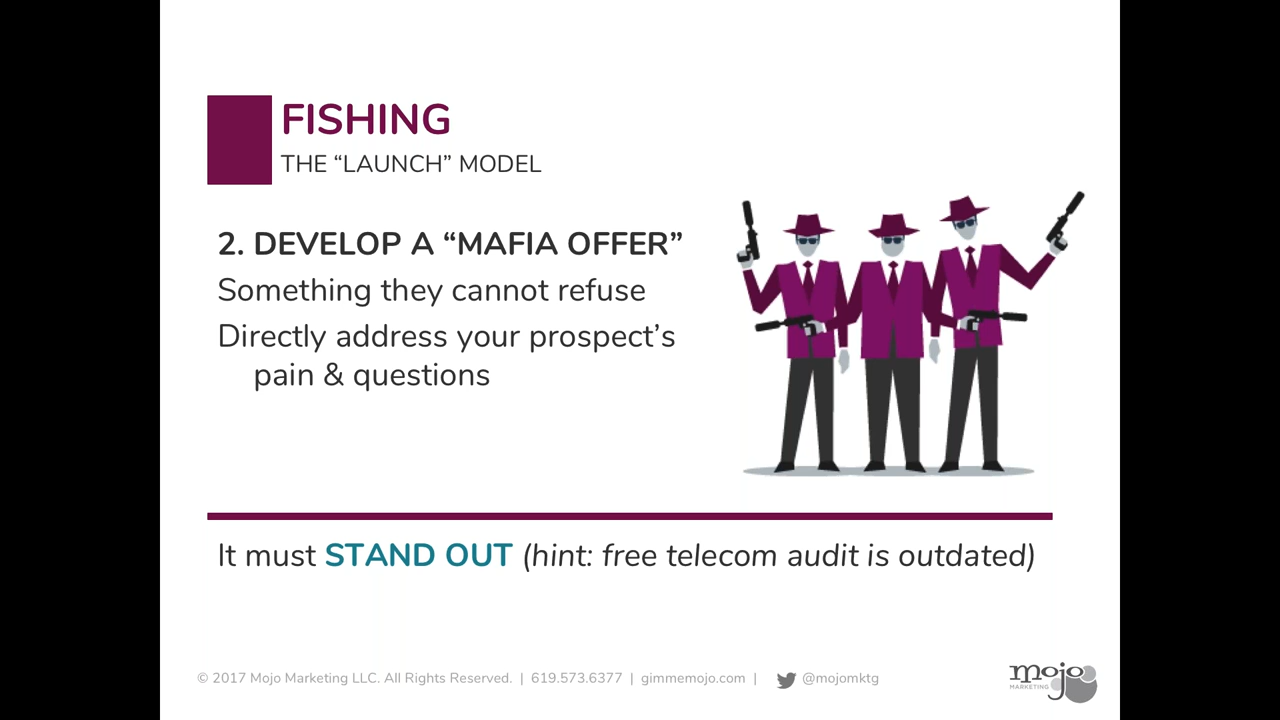 FISHING
THE “LAUNCH” MODEL
2. DEVELOP A “MAFIA OFFER”
Something they cannot refuse
Directly address your prospect’s
pain & questions
It must STAND OUT (hint: free telecom audit is outdated)
© 2017 Mojo Marketing LLC. All Rights Reserved. | 619.573.6377 | gimmemojo.com | @mojomktg
mojo
MARKETING